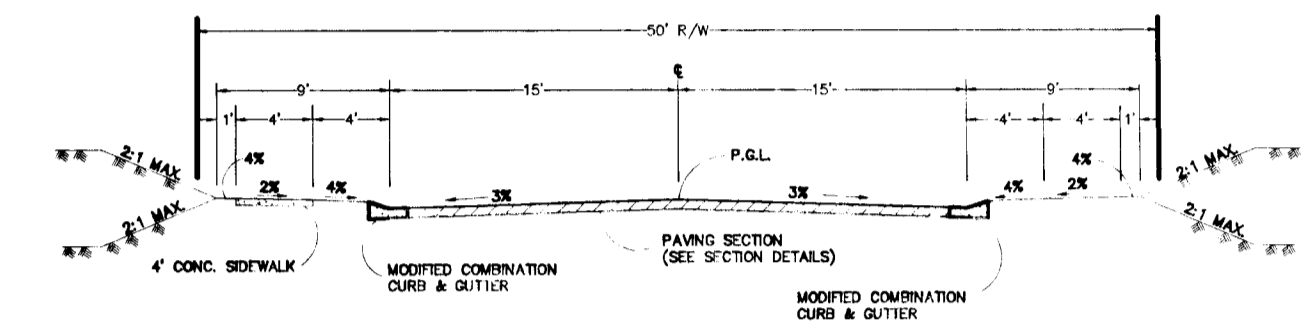 50' R/W
℄
9' 15' 15' 9'
1' 4' 4' 4' 4' 1'
2:1 MAX. 4% P.G.L. 4% 2:1 MAX.
2% 4% 3% 3% 4% 2%
2:1 MAX. 2:1 MAX.
4' CONC. SIDEWALK
MODIFIED COMBINATION
CURB & GUTTER
PAVING SECTION
(SEE SECTION DETAILS)
MODIFIED COMBINATION
CURB & GUTTER